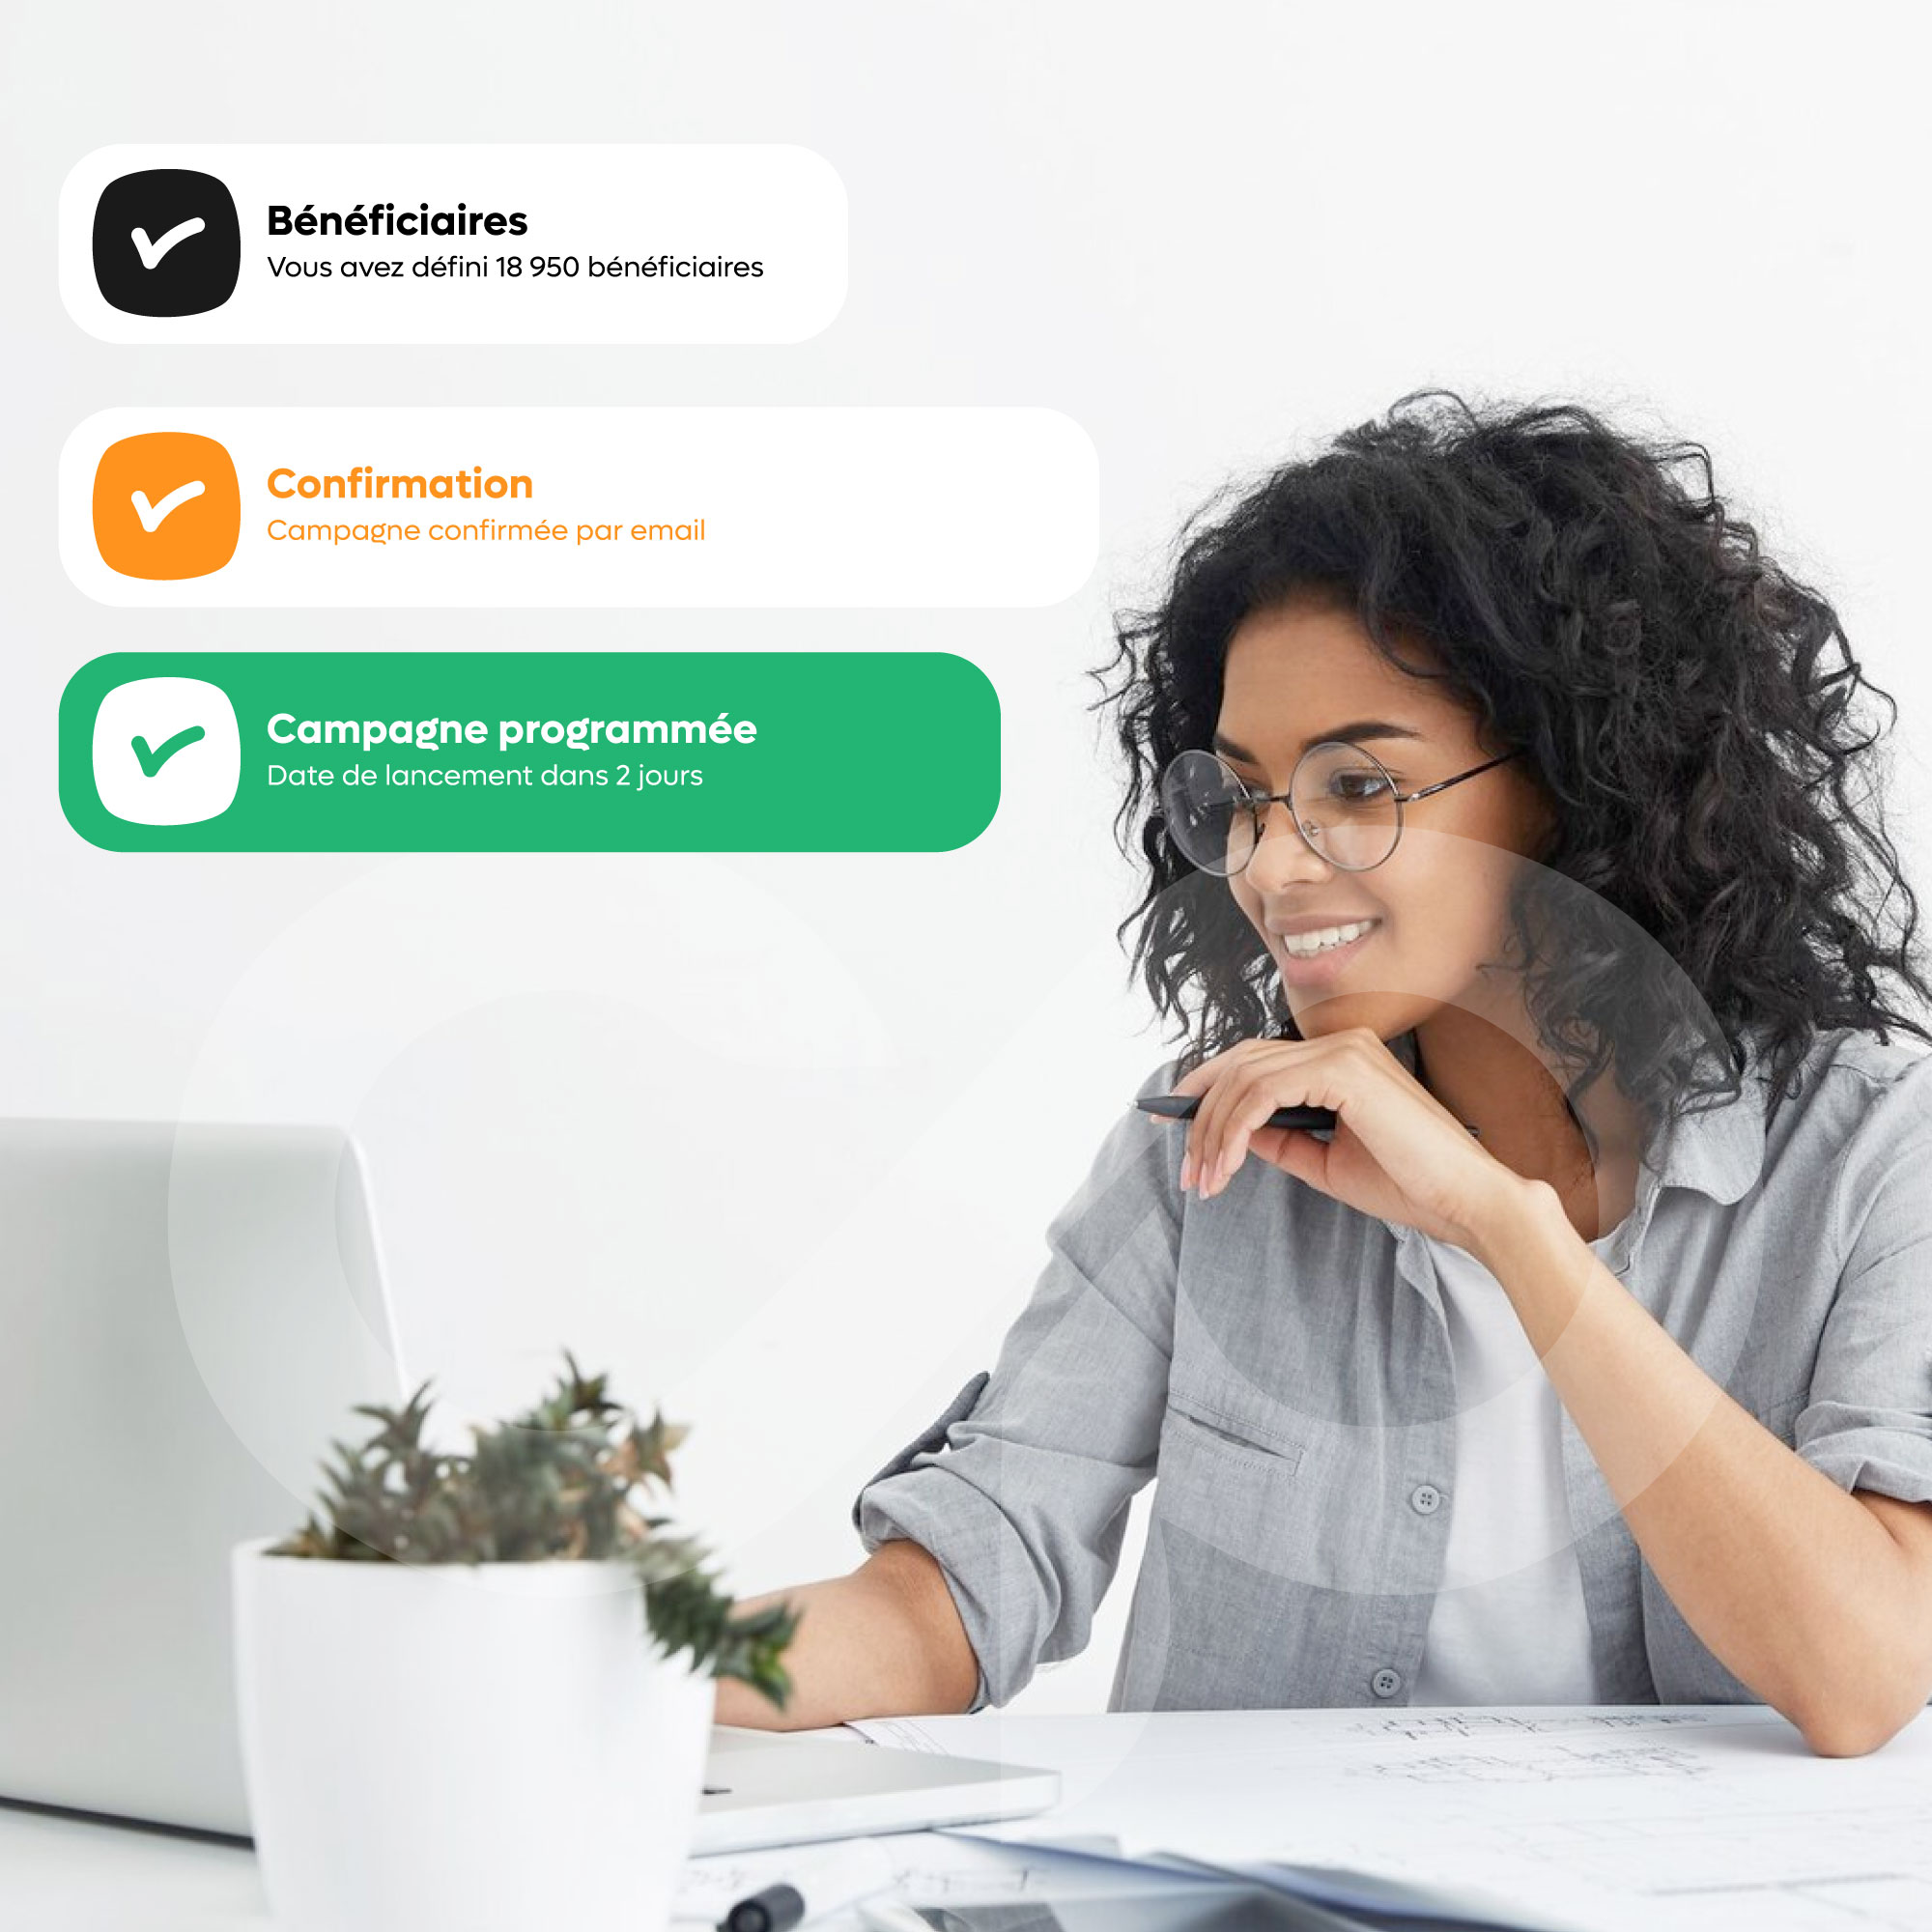 Bénéficiaires
Vous avez défini 18 950 bénéficiaires
Confirmation
Campagne confirmée par email
Campagne programmée
Date de lancement dans 2 jours